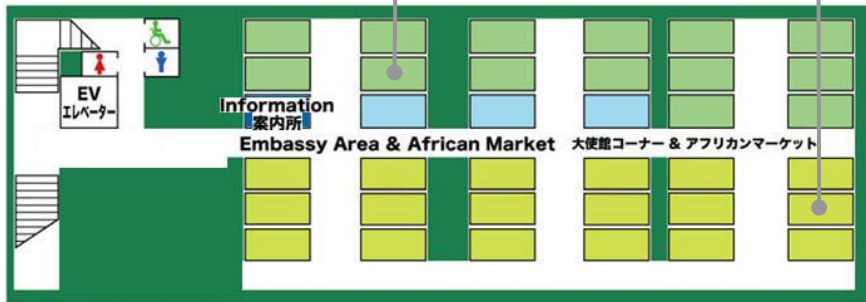 EV
エレベーター
Information
案内所
Embassy Area & African Market 大使館コーナー & アフリカンマーケット